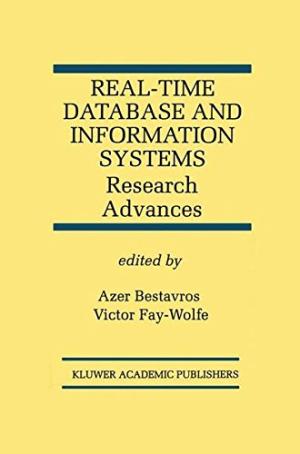 REAL-TIME
DATABASE AND
INFORMATION
SYSTEMS
Research
Advances
edited by
Azer Bestavros
Victor Fay-Wolfe
KLUWER ACADEMIC PUBLISHERS